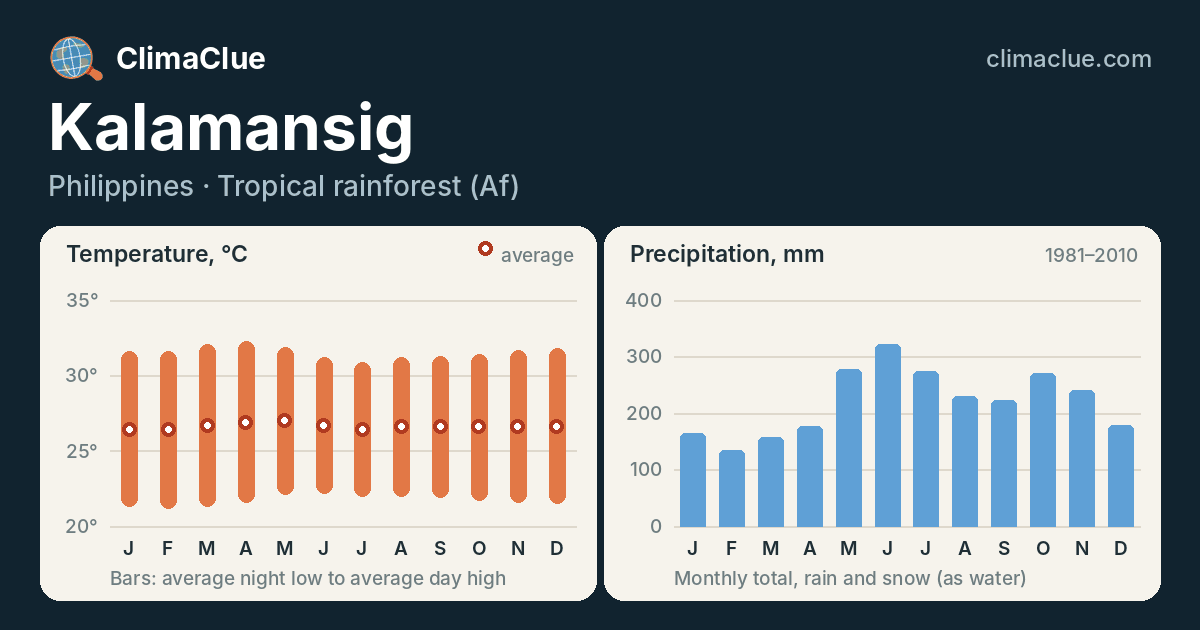 ClimaClue
climaclue.com
Kalamansig
Philippines · Tropical rainforest (Af)
Temperature, °C
average
35°
30°
25°
20°
J F M A M J J A S O N D
Bars: average night low to average day high
Precipitation, mm
1981–2010
400
300
200
100
0
J F M A M J J A S O N D
Monthly total, rain and snow (as water)